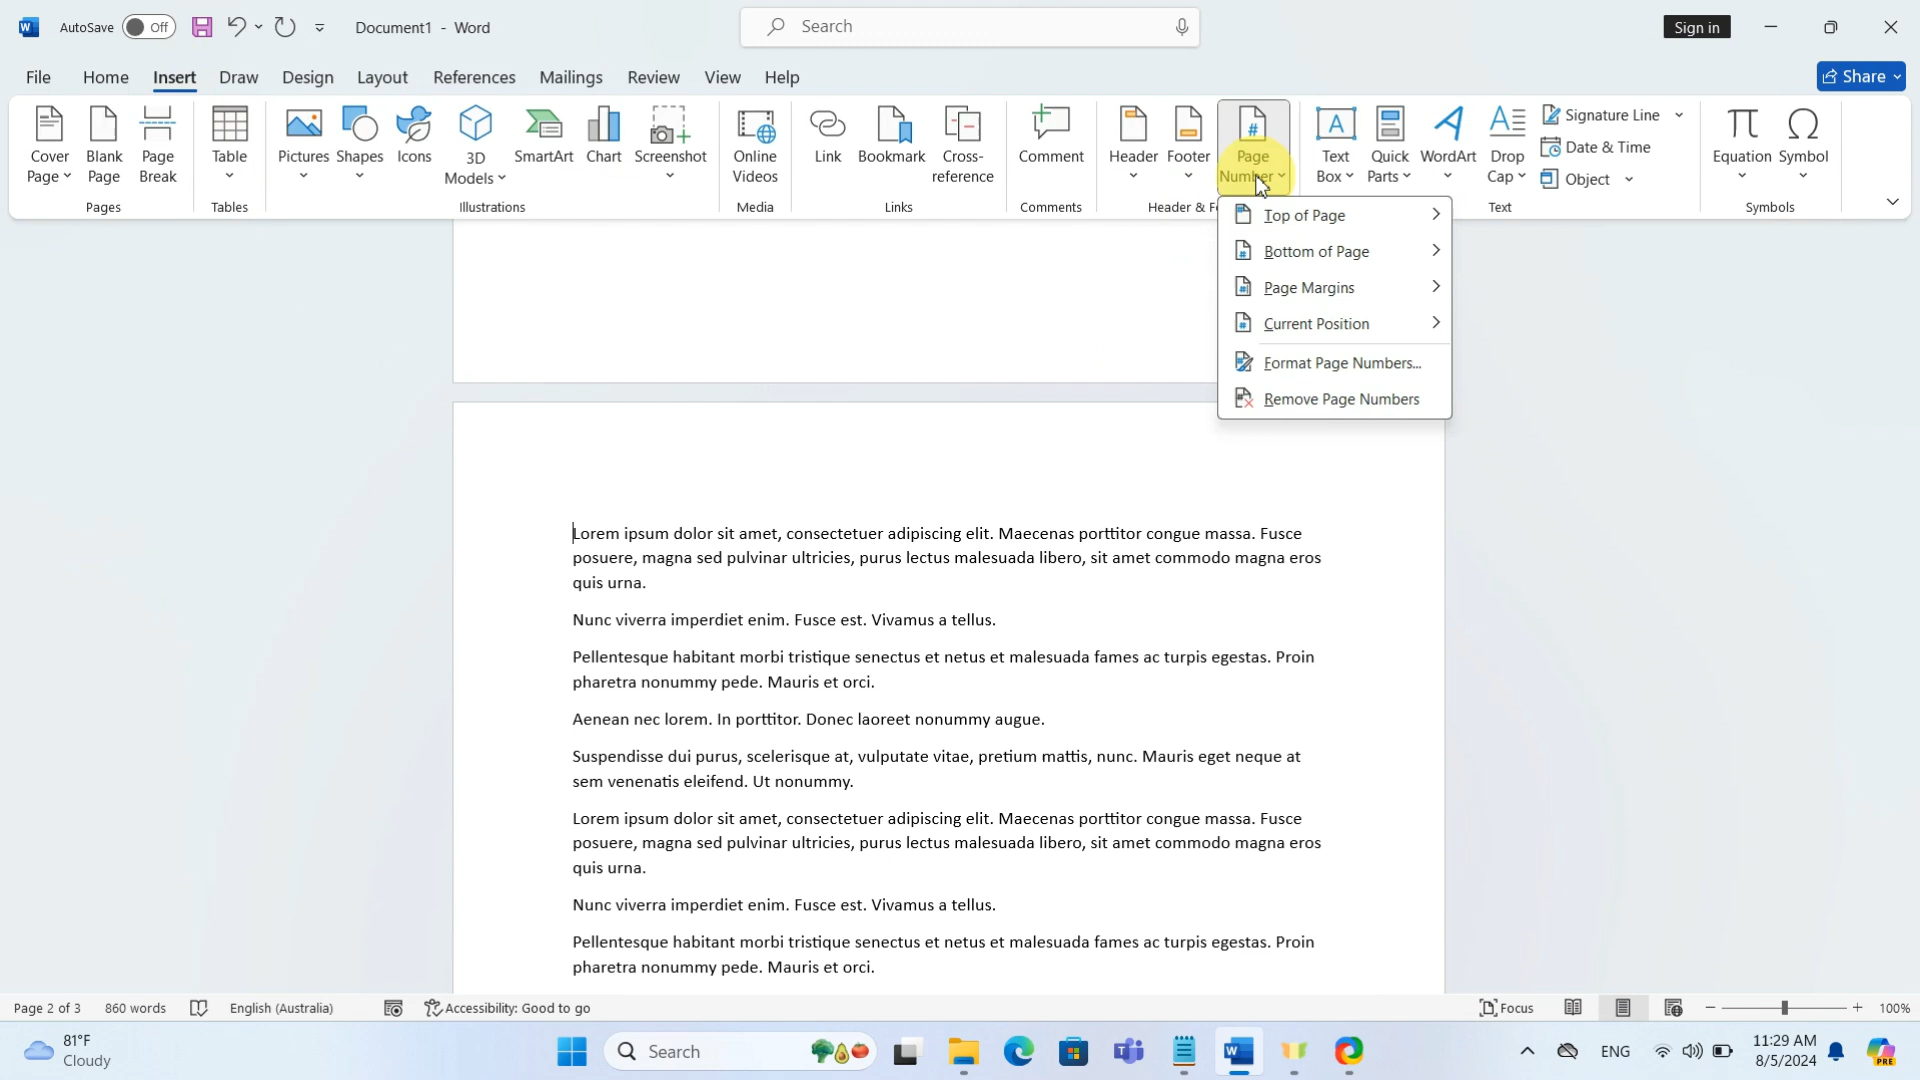 AutoSave Off Document1 - Word Search Sign in
File Home Insert Draw Design Layout References Mailings Review View Help Share
Cover Page
Blank Page
Page Break
Pages
Table
Tables
Pictures
Shapes
Icons
3D Models
SmartArt
Chart
Screenshot
Illustrations
Online Videos
Media
Link
Bookmark
Cross-reference
Links
Comment
Comments
Header
Footer
Page Number
Header & F
Text Box
Quick Parts
WordArt
Drop Cap
Signature Line
Date & Time
Object
Text
Equation
Symbol
Symbols
Top of Page
Bottom of Page
Page Margins
Current Position
Format Page Numbers...
Remove Page Numbers
Lorem ipsum dolor sit amet, consectetuer adipiscing elit. Maecenas porttitor congue massa. Fusce
posuere, magna sed pulvinar ultricies, purus lectus malesuada libero, sit amet commodo magna eros
quis urna.
Nunc viverra imperdiet enim. Fusce est. Vivamus a tellus.
Pellentesque habitant morbi tristique senectus et netus et malesuada fames ac turpis egestas. Proin
pharetra nonummy pede. Mauris et orci.
Aenean nec lorem. In porttitor. Donec laoreet nonummy augue.
Suspendisse dui purus, scelerisque at, vulputate vitae, pretium mattis, nunc. Mauris eget neque at
sem venenatis eleifend. Ut nonummy.
Lorem ipsum dolor sit amet, consectetuer adipiscing elit. Maecenas porttitor congue massa. Fusce
posuere, magna sed pulvinar ultricies, purus lectus malesuada libero, sit amet commodo magna eros
quis urna.
Nunc viverra imperdiet enim. Fusce est. Vivamus a tellus.
Pellentesque habitant morbi tristique senectus et netus et malesuada fames ac turpis egestas. Proin
pharetra nonummy pede. Mauris et orci.
Page 2 of 3 860 words English (Australia) Accessibility: Good to go Focus 100%
81°F
Cloudy
Search
ENG
11:29 AM
8/5/2024
PRE